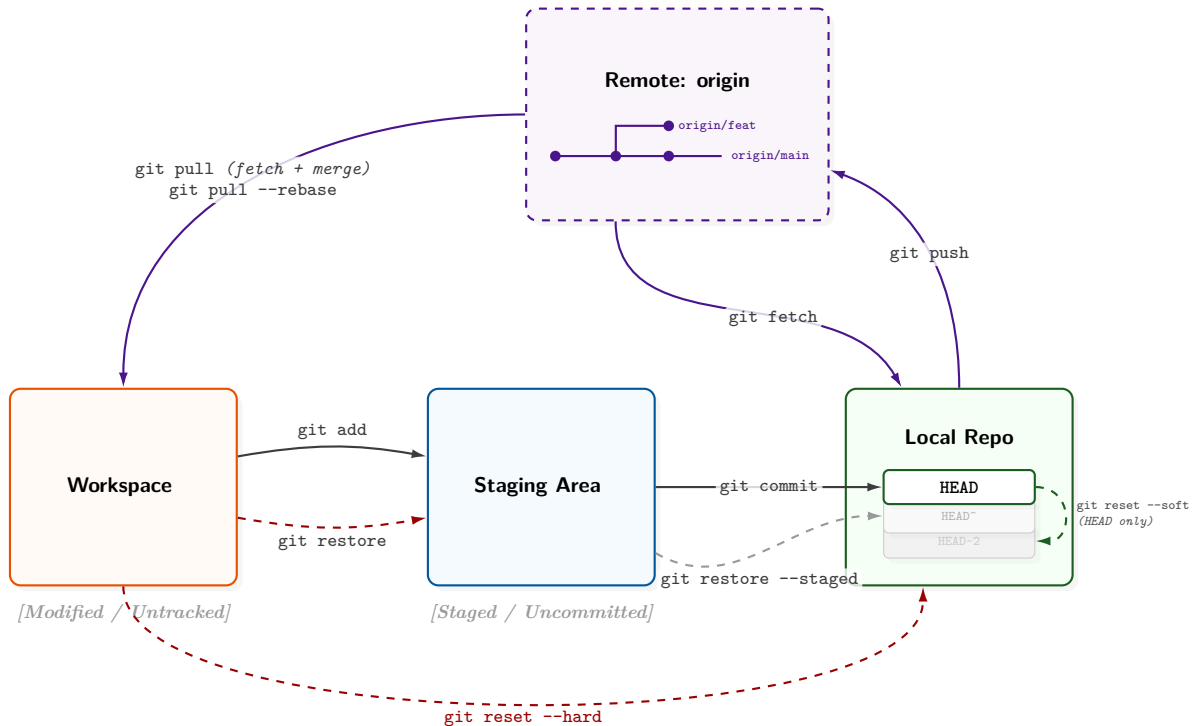 Remote: origin
origin/feat
origin/main
git pull (fetch + merge)
git pull --rebase
git push
git fetch
git add
Local Repo
Workspace
Staging Area
git commit
HEAD
git reset --soft
(HEAD only)
HEAD~
HEAD~2
git restore
git restore --staged
[Modified / Untracked]
[Staged / Uncommitted]
git reset --hard